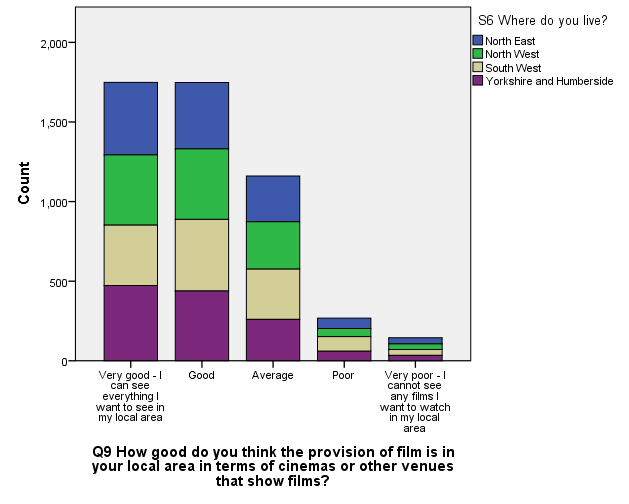 S6 Where do you live?
North East
North West
South West
Yorkshire and Humberside
Count
2,000
1,500
1,000
500
0
Very good - I
can see
everything I
want to see in
my local area
Good
Average
Poor
Very poor - I
cannot see
any films I
want to watch
in my local
area
Q9 How good do you think the provision of film is in
your local area in terms of cinemas or other venues
that show films?